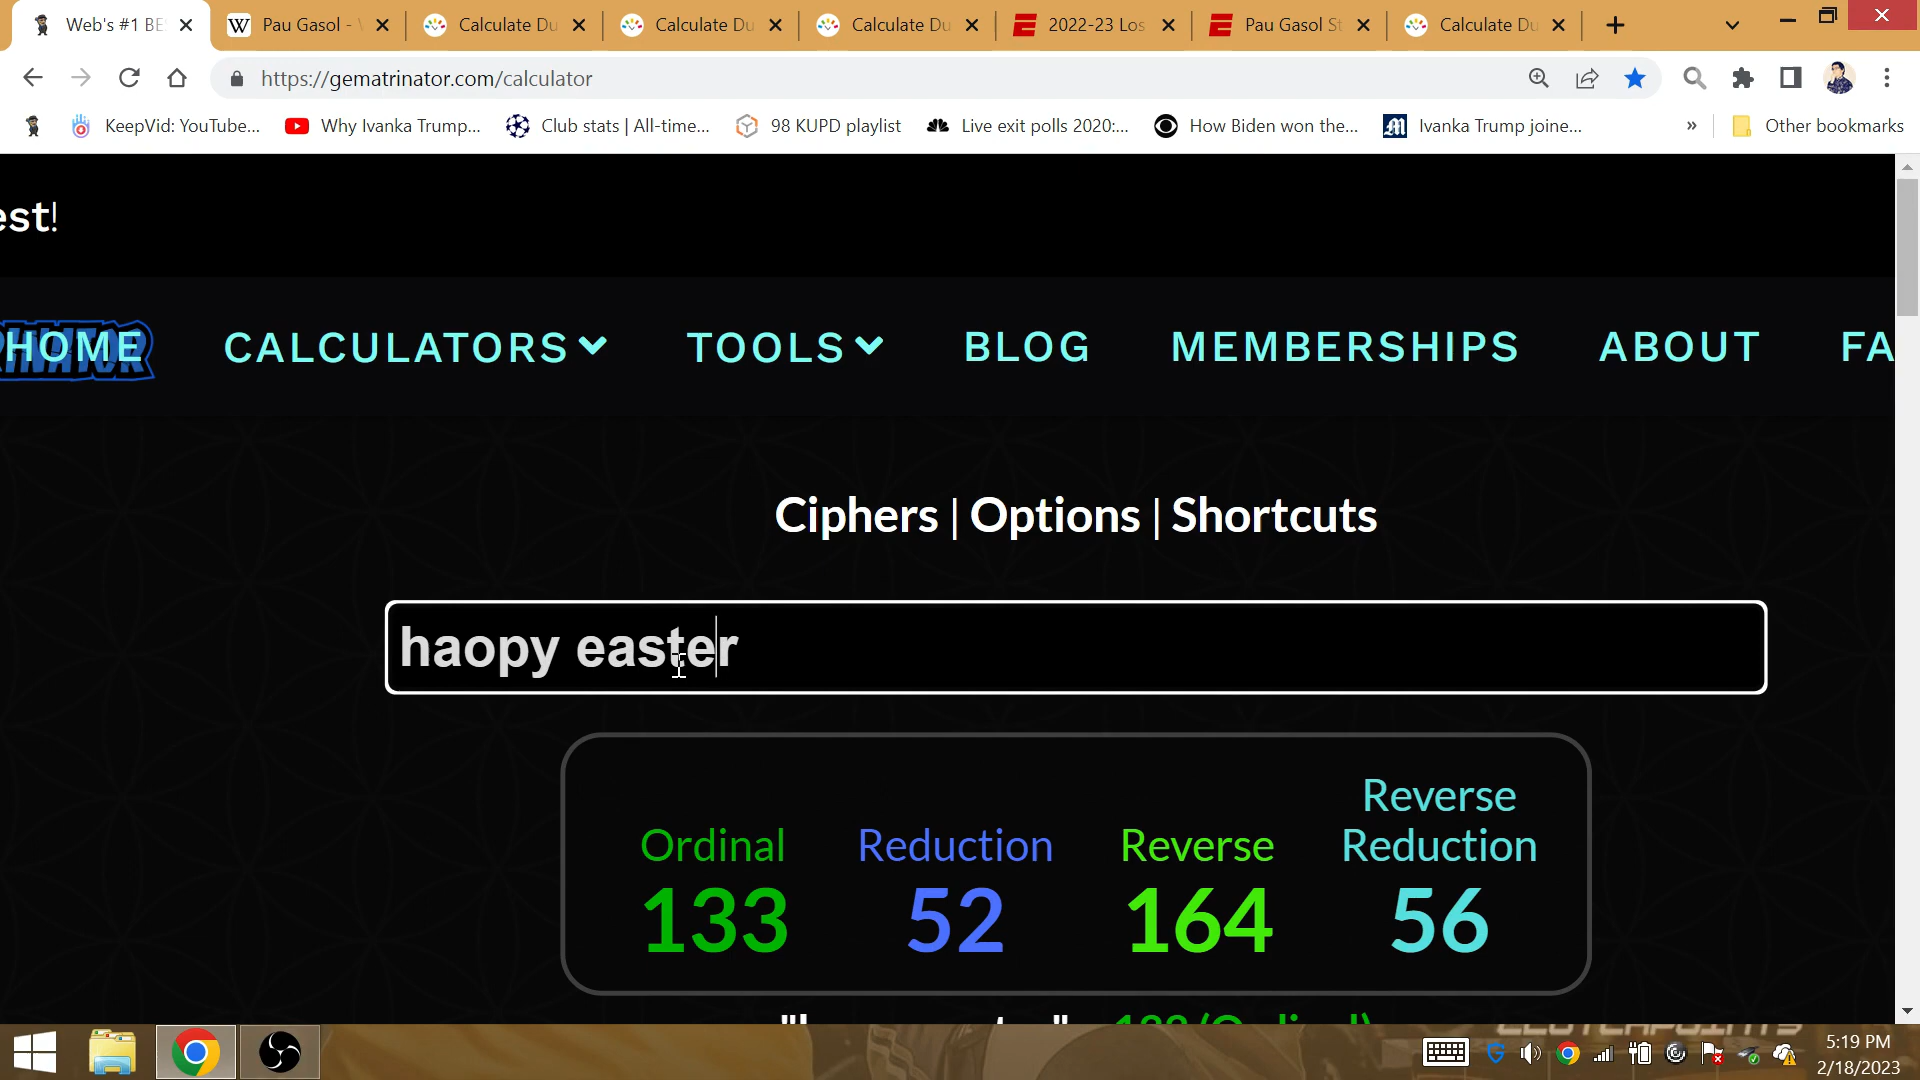 Web's #1 BE
Pau Gasol -
Calculate Du
Calculate Du
Calculate Du
2022-23 Los
Pau Gasol St
Calculate Du
https://gematrinator.com/calculator
KeepVid: YouTube...
Why Ivanka Trump...
Club stats | All-time...
98 KUPD playlist
Live exit polls 2020:...
How Biden won the...
Ivanka Trump joine...
»
Other bookmarks
est!
HOME
CALCULATORS
TOOLS
BLOG
MEMBERSHIPS
ABOUT
FA
Ciphers | Options | Shortcuts
haopy easter
Ordinal
133
Reduction
52
Reverse
164
Reverse
Reduction
56
5:19 PM
2/18/2023